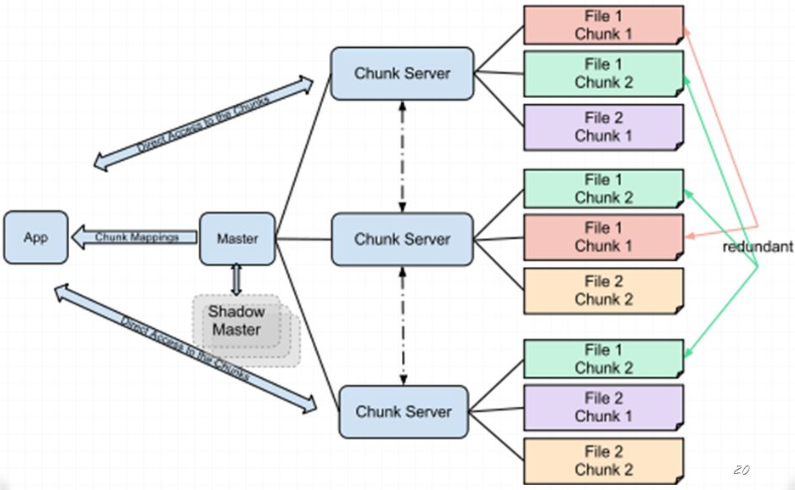 File 1
Chunk 1
Chunk Server
File 1
Chunk 2
Direct Access to the Chunks
File 2
Chunk 1
File 1
Chunk 2
App
Chunk Mappings
Master
Chunk Server
File 1
Chunk 1
redundant
File 2
Chunk 2
Shadow
Master
Direct Access to the Chunks
File 1
Chunk 2
Chunk Server
File 2
Chunk 1
File 2
Chunk 2
20